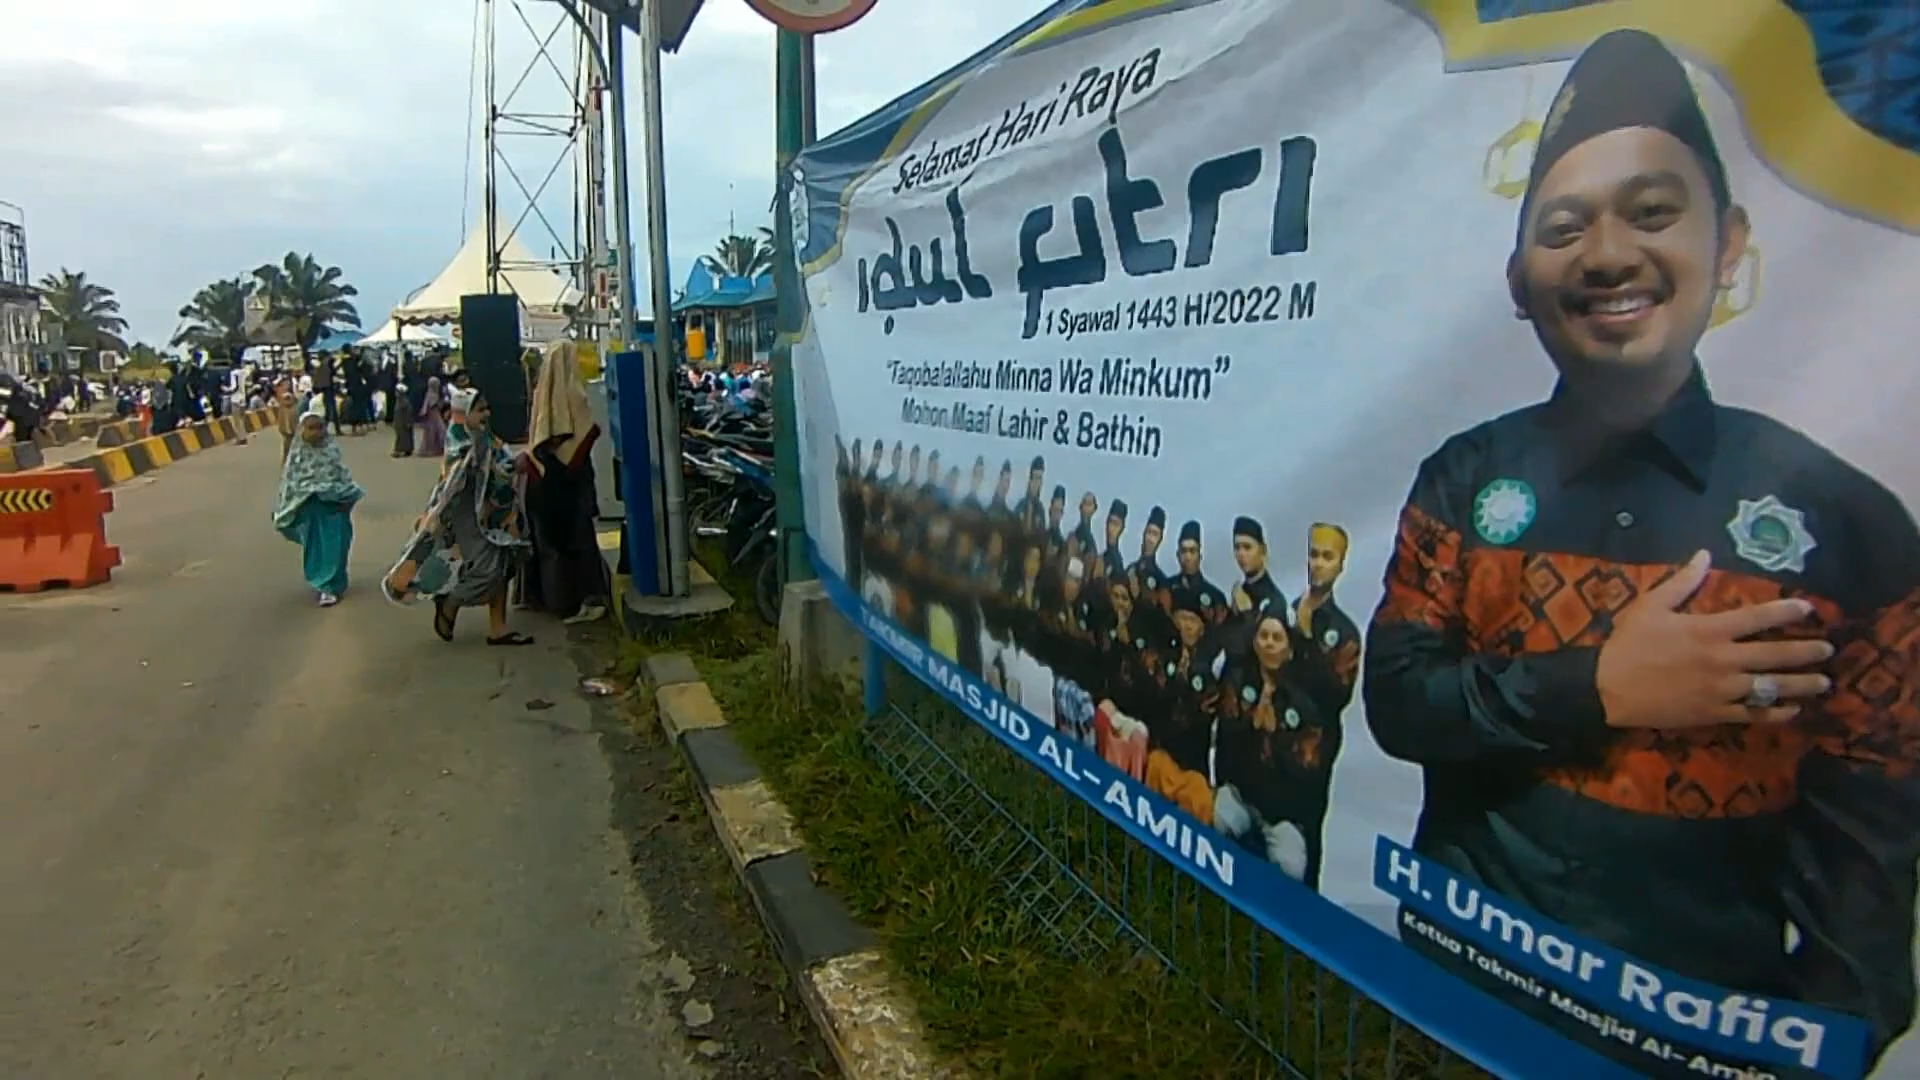 Selamat Hari Raya
idul fitri
1 Syawal 1443 H/2022 M
"Taqobalallahu Minna Wa Minkum"
Mohon Maaf Lahir & Bathin
TAKMIR MASJID AL-AMIN
H. Umar Rafiq
Ketua Takmir Masjid Al-Amin